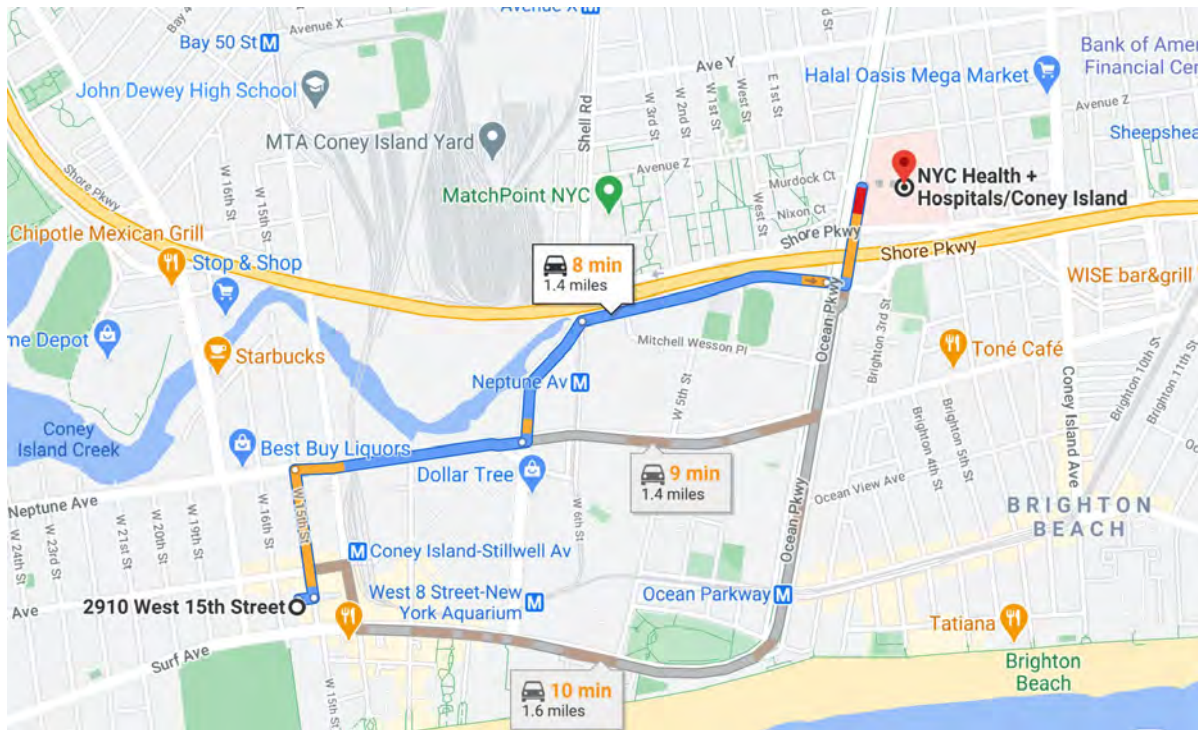 Avenue X
Avenue X
Bay 50 St M
Avenue X
John Dewey High School
MTA Coney Island Yard
Shell Rd
W 3rd St
W 2nd St
W 1st St
West St
E 1st St
Ave Y
Halal Oasis Mega Market
Bank of Amer
Financial Cen
Avenue Z
Sheepshea
Avenue Z
Murdock Ct
MatchPoint NYC
Nixon Ct
West St
Shore Pkwy
NYC Health +
Hospitals/Coney Island
Shore Pkwy
Shore Pkwy
W 16th St
W 15th St
Chipotle Mexican Grill
Stop & Shop
8 min
1.4 miles
WISE bar&grill
me Depot
Starbucks
Mitchell Wesson Pl
Ocean Pkwy
Brighton 3rd St
Toné Café
Neptune Av M
W 5th St
Coney Island Ave
Brighton 10th St
Brighton 11th St
Coney
Island Creek
Best Buy Liquors
Dollar Tree
9 min
1.4 miles
Brighton 4th St
Brighton 5th St
Ocean View Ave
Neptune Ave
BRIGHTON
BEACH
W 24th St
W 23rd St
W 21st St
W 20th St
W 19th St
W 16th St
W 15th St
W 6th St
Ocean Pkwy
M Coney Island-Stillwell Av
West 8 Street-New
York Aquarium M
Ocean Parkway M
Ave
2910 West 15th Street
Tatiana
Surf Ave
W 15th St
10 min
1.6 miles
Brighton
Beach